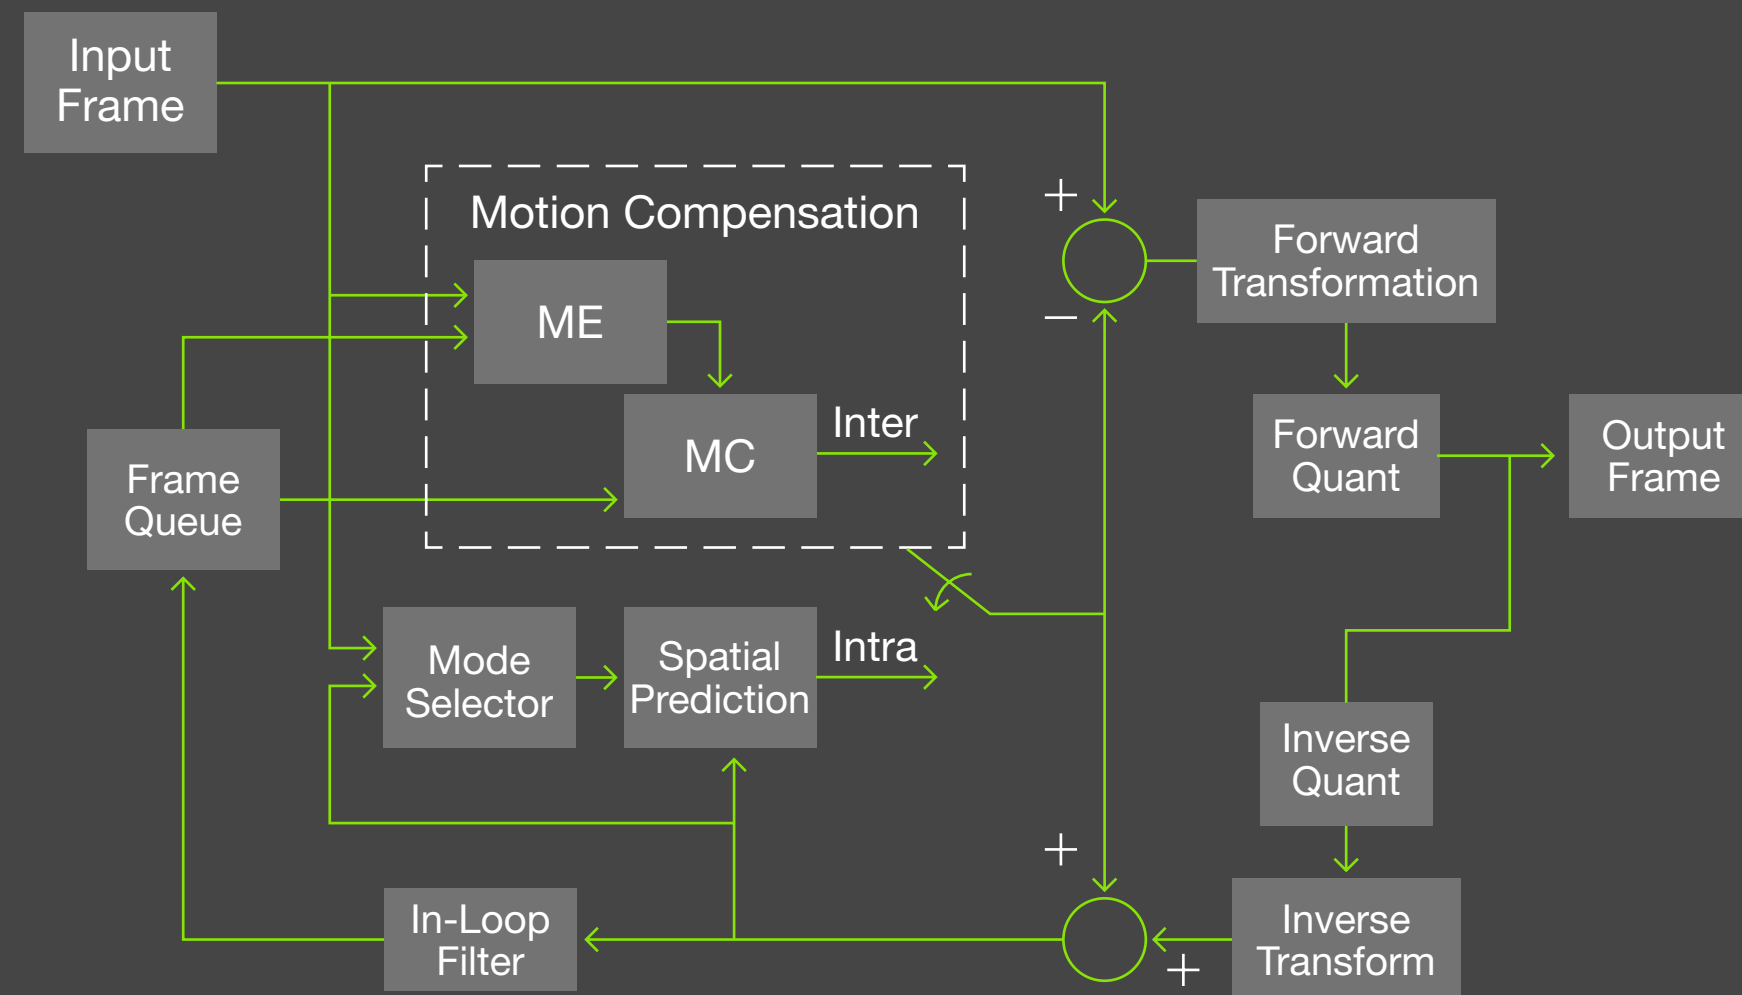 Input
Frame
Motion Compensation
+
Forward
Transformation
ME
−
MC
Inter
Forward
Quant
Output
Frame
Frame
Queue
Mode
Selector
Spatial
Prediction
Intra
Inverse
Quant
+
In-Loop
Filter
+
Inverse
Transform